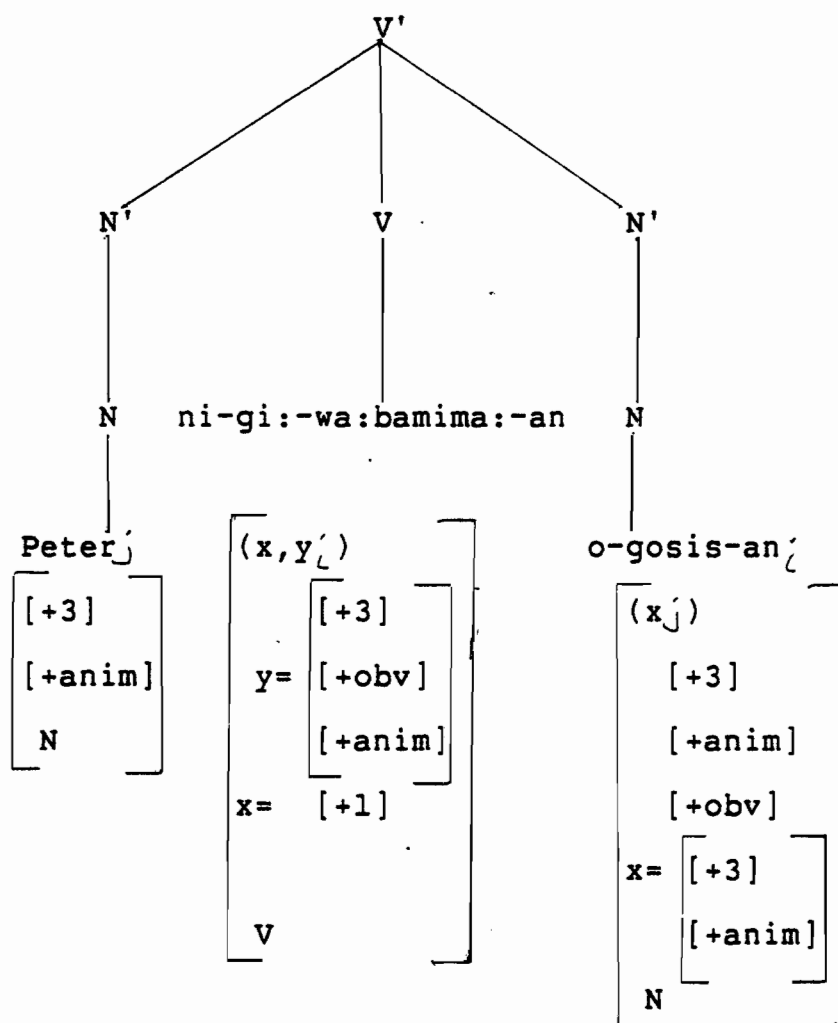 V'
N' V N'
N ni-gi:-wa:bamima:-an N
Peterj (x,yi) o-gosis-ani
[+3] [+3] (xj)
y= [+obv] [+3]
[+anim] [+anim] [+anim]
N x= [+1] [+obv]
x= [+3]
V [+anim]
N